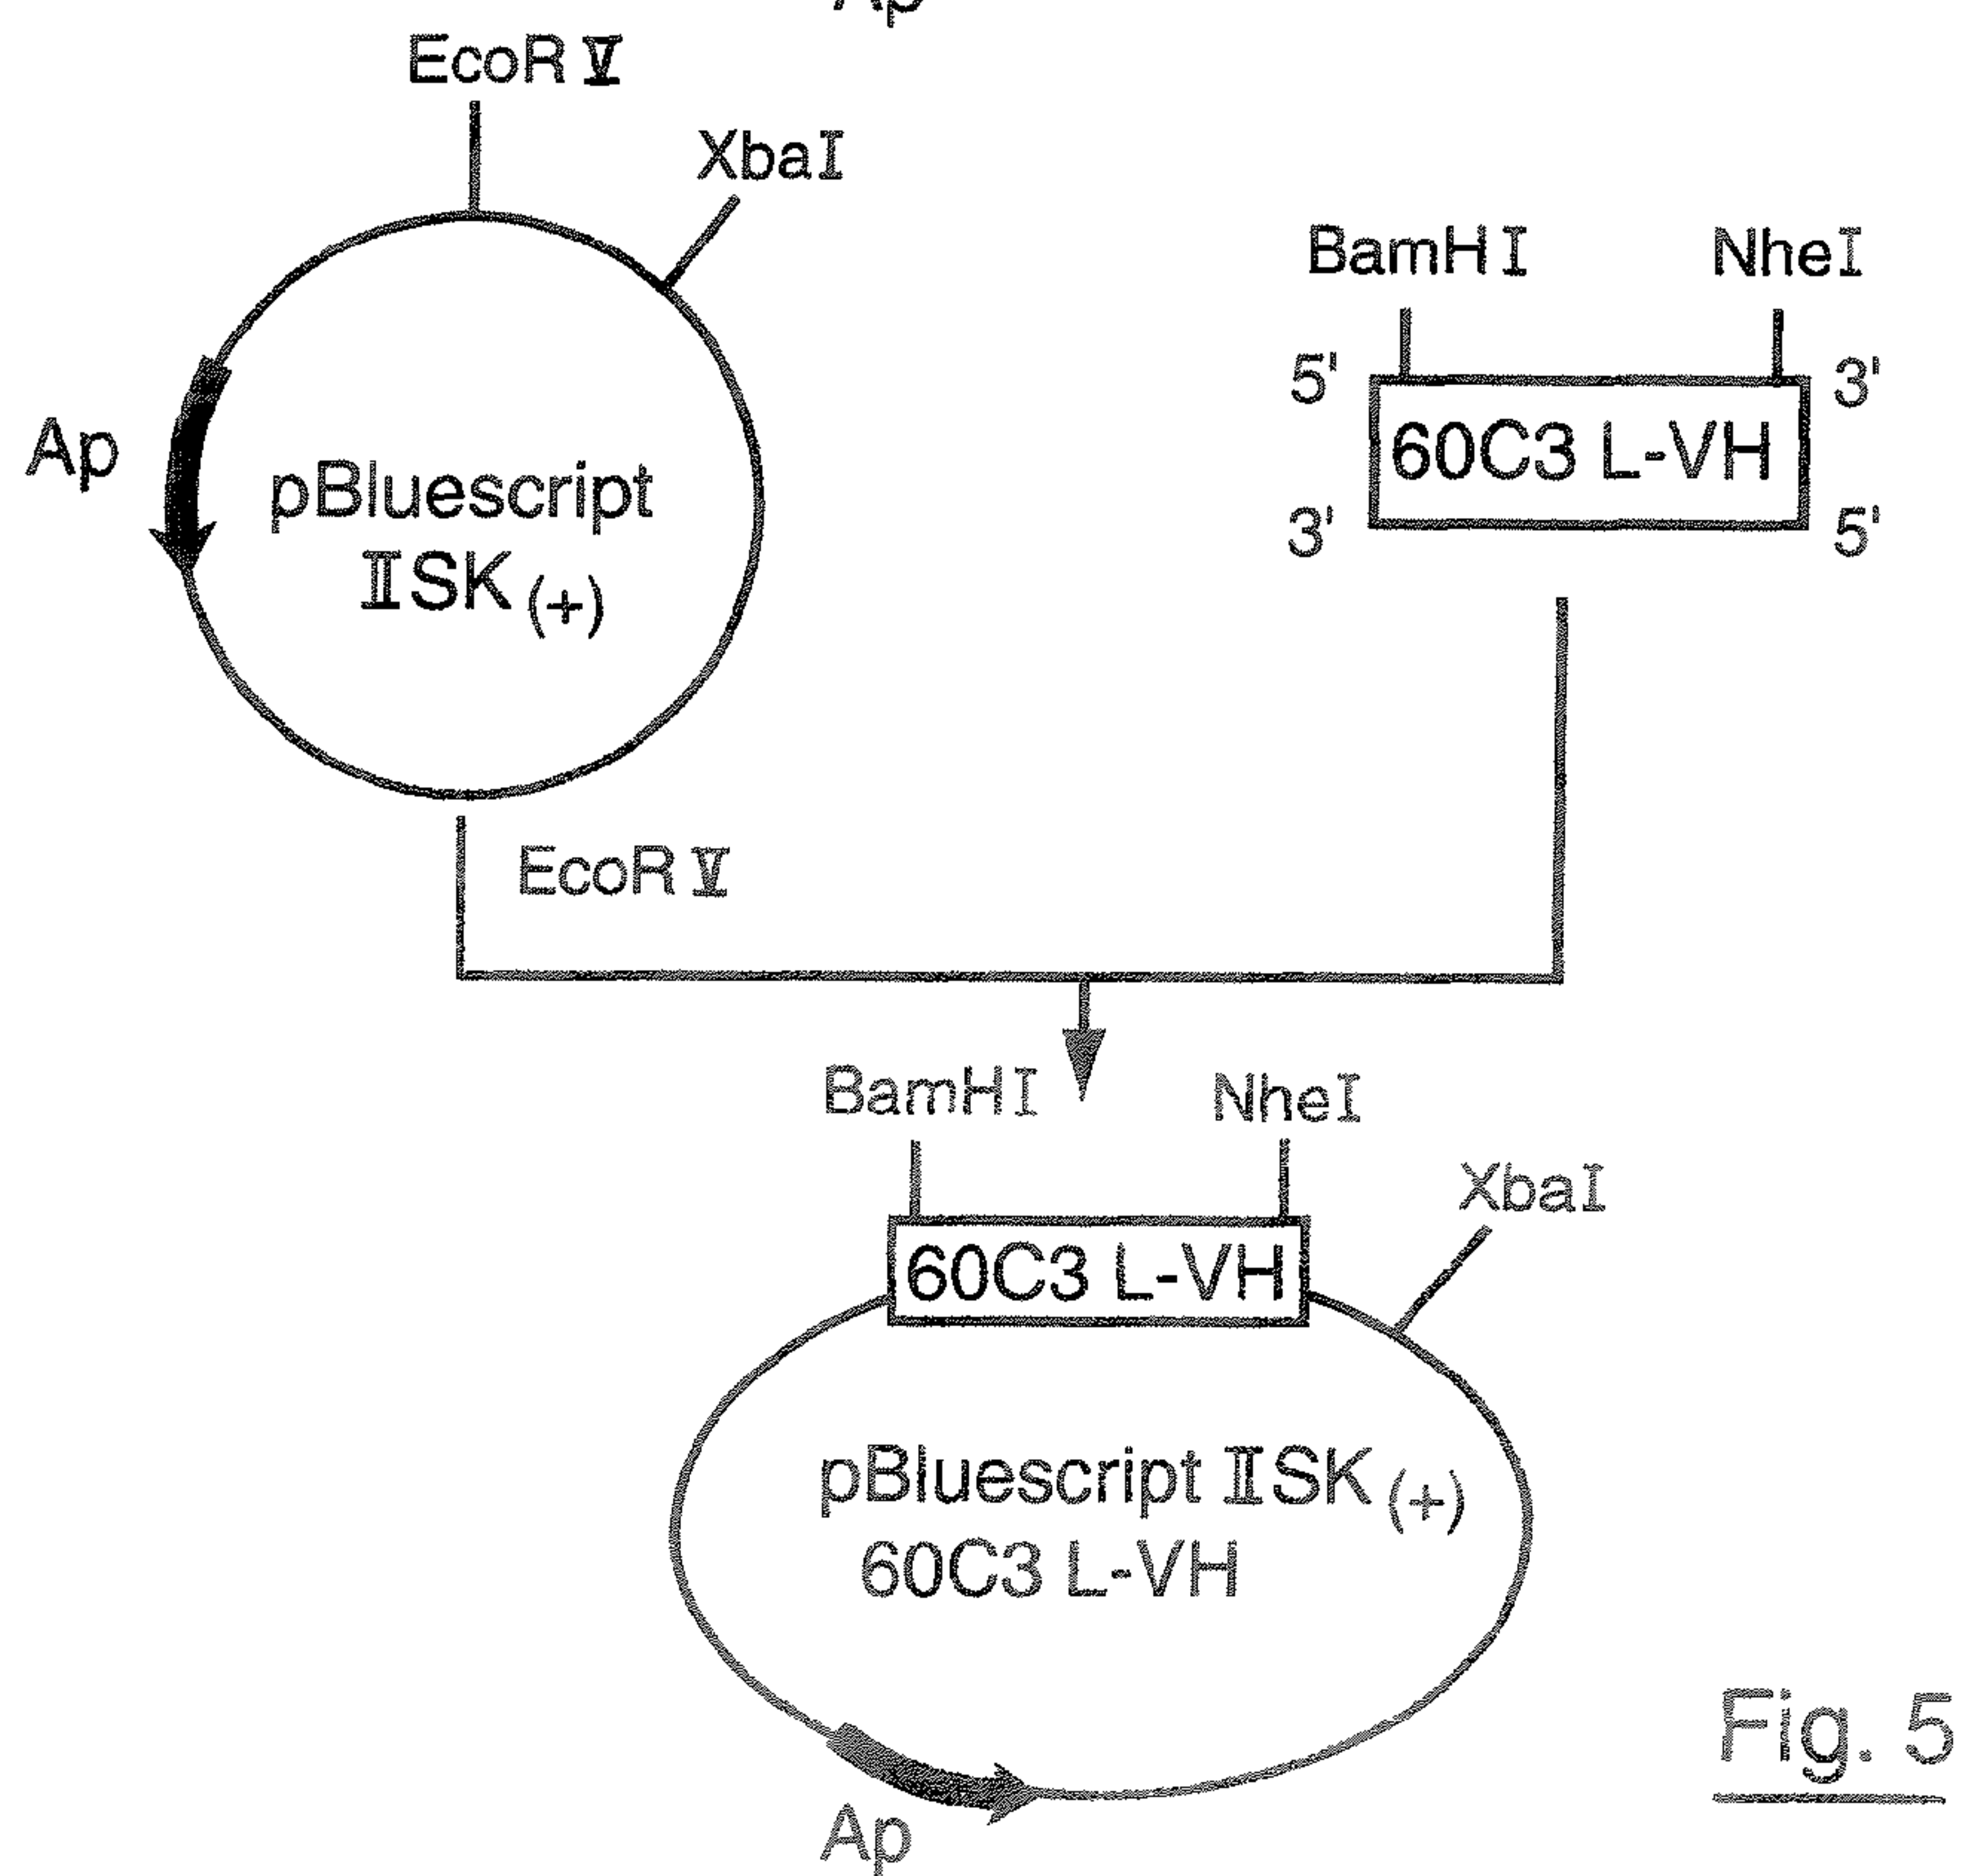 Ap
EcoR V
XbaI
BamH I
NheI
5'
3'
Ap
60C3 L-VH
pBluescript
IISK (+)
3'
5'
EcoR V
BamHI
NheI
XbaI
60C3 L-VH
pBluescript IISK (+)
60C3 L-VH
Ap
Fig. 5